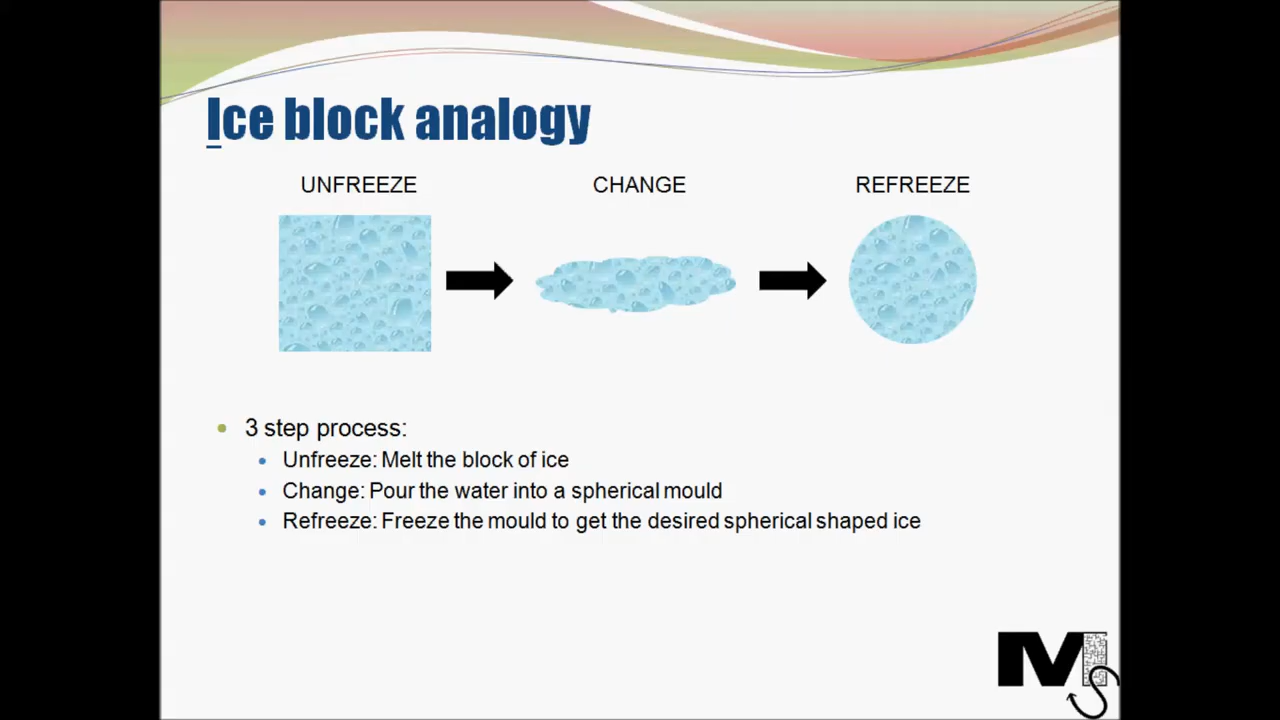 Ice block analogy
UNFREEZE CHANGE REFREEZE
3 step process:
Unfreeze: Melt the block of ice
Change: Pour the water into a spherical mould
Refreeze: Freeze the mould to get the desired spherical shaped ice
MS